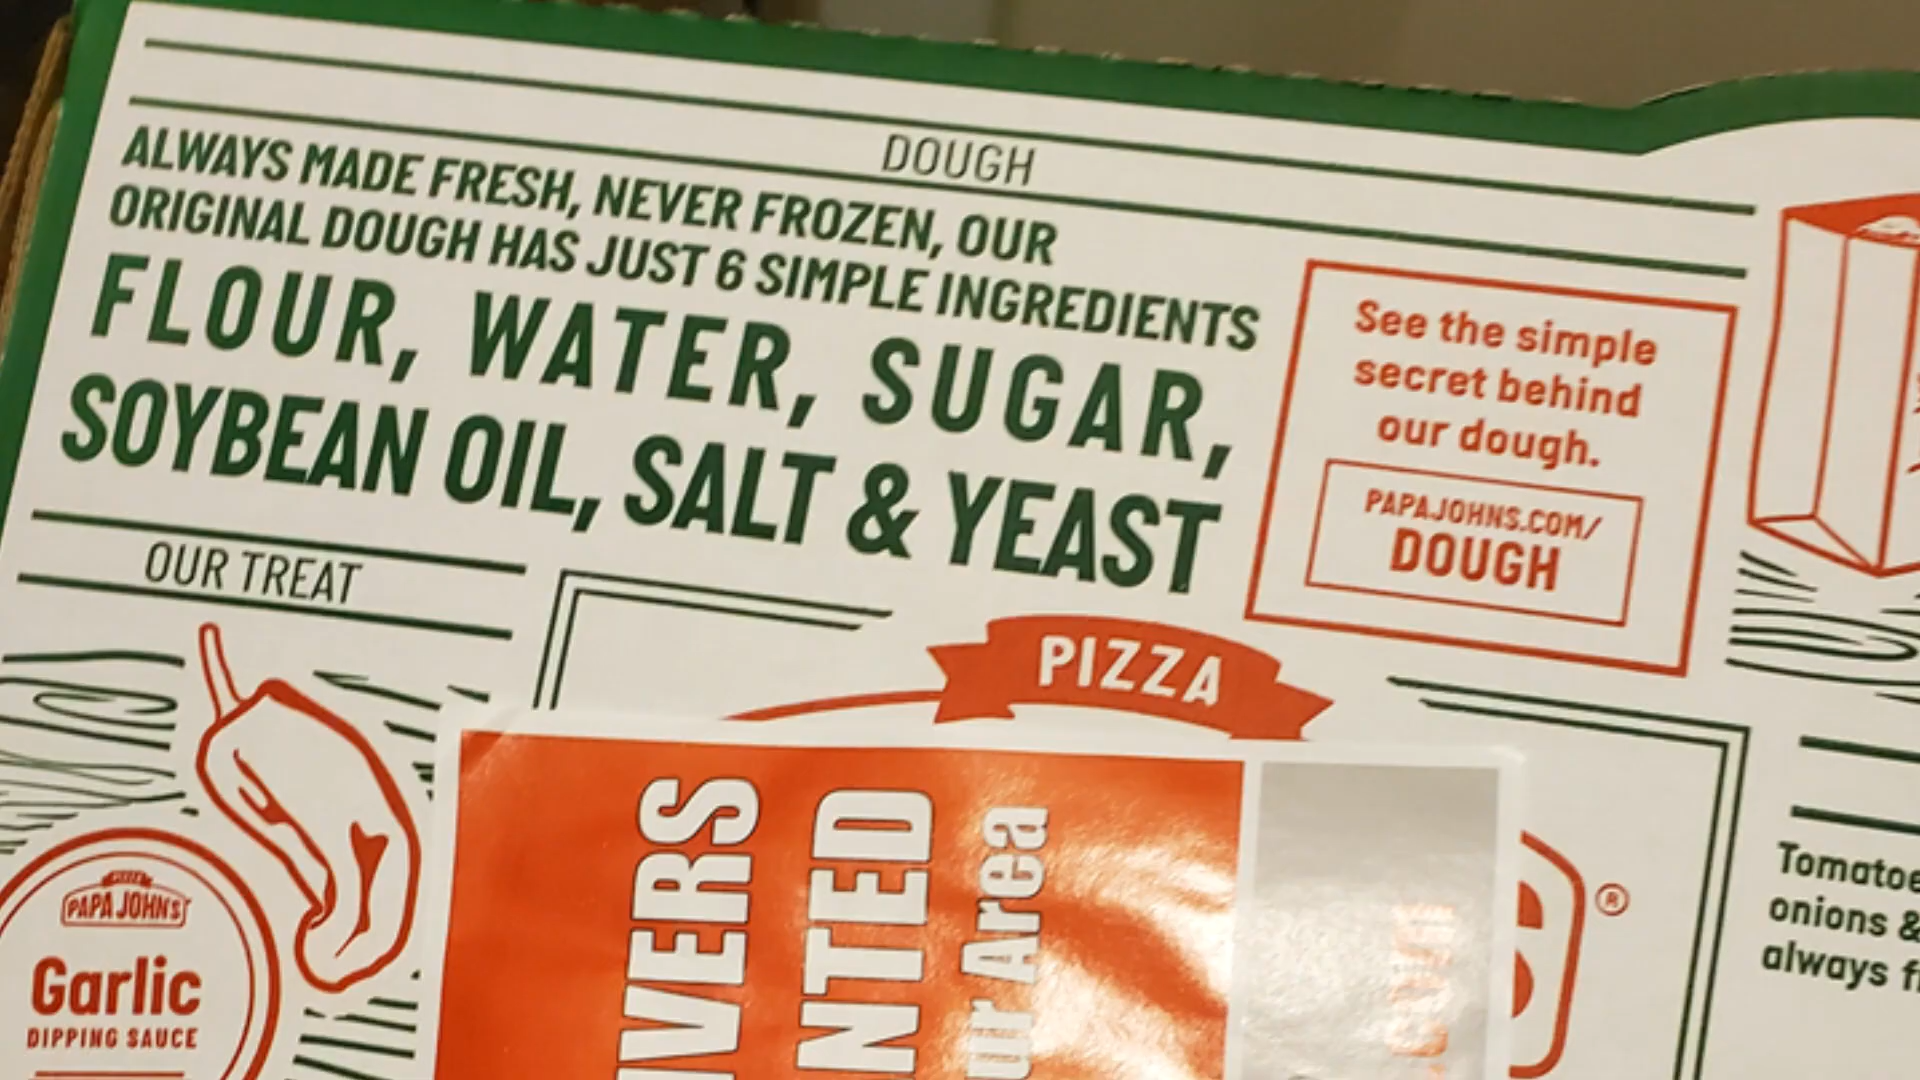 DOUGH
ALWAYS MADE FRESH, NEVER FROZEN, OUR
ORIGINAL DOUGH HAS JUST 6 SIMPLE INGREDIENTS
FLOUR, WATER, SUGAR,
SOYBEAN OIL, SALT & YEAST
See the simple
secret behind
our dough.
PAPAJOHNS.COM/
DOUGH
OUR TREAT
PIZZA
PAPA JOHN'S
Garlic
DIPPING SAUCE
IVERS
NTED
ur Area
S®
Tomatoe
onions &
always f